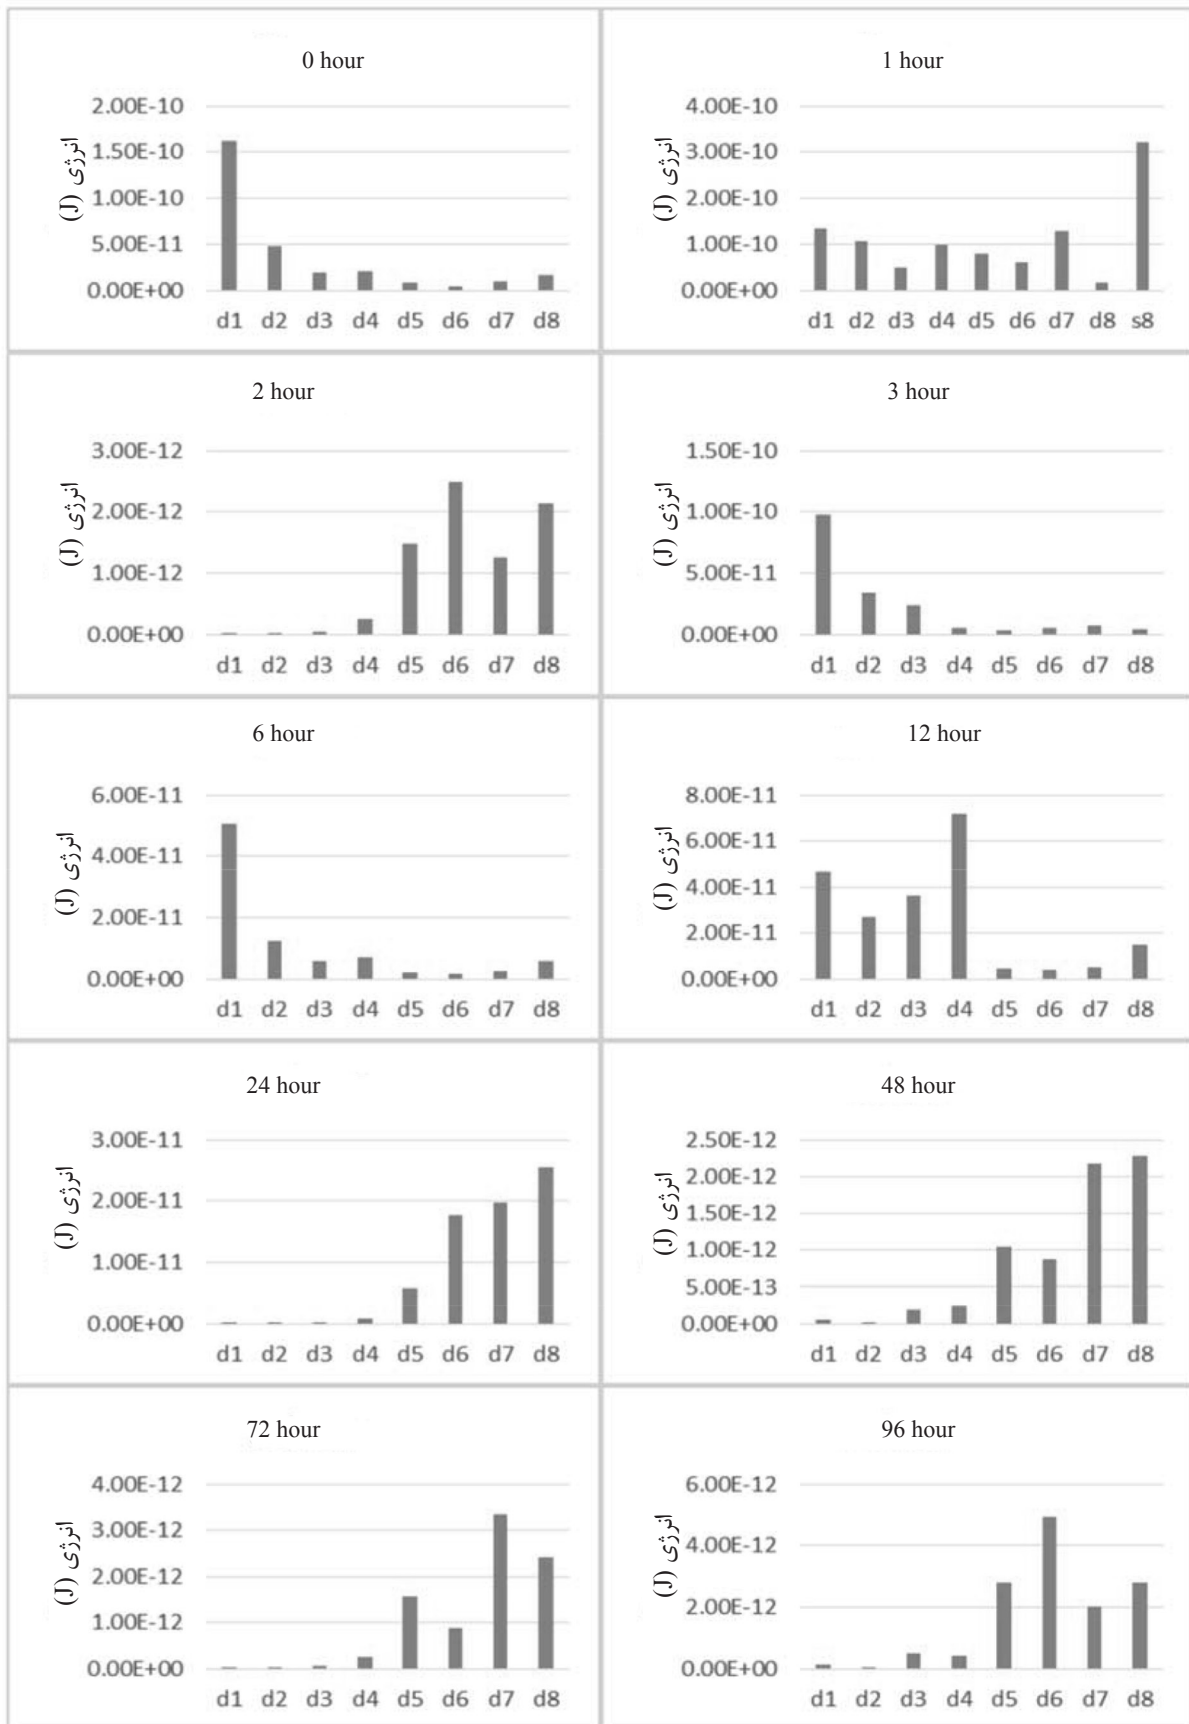 0 hour
2.00E-10
1.50E-10
1.00E-10
5.00E-11
0.00E+00
انرژی (J)
d1 d2 d3 d4 d5 d6 d7 d8
1 hour
4.00E-10
3.00E-10
2.00E-10
1.00E-10
0.00E+00
انرژی (J)
d1 d2 d3 d4 d5 d6 d7 d8 s8
2 hour
3.00E-12
2.00E-12
1.00E-12
0.00E+00
انرژی (J)
d1 d2 d3 d4 d5 d6 d7 d8
3 hour
1.50E-10
1.00E-10
5.00E-11
0.00E+00
انرژی (J)
d1 d2 d3 d4 d5 d6 d7 d8
6 hour
6.00E-11
4.00E-11
2.00E-11
0.00E+00
انرژی (J)
d1 d2 d3 d4 d5 d6 d7 d8
12 hour
8.00E-11
6.00E-11
4.00E-11
2.00E-11
0.00E+00
انرژی (J)
d1 d2 d3 d4 d5 d6 d7 d8
24 hour
3.00E-11
2.00E-11
1.00E-11
0.00E+00
انرژی (J)
d1 d2 d3 d4 d5 d6 d7 d8
48 hour
2.50E-12
2.00E-12
1.50E-12
1.00E-12
5.00E-13
0.00E+00
انرژی (J)
d1 d2 d3 d4 d5 d6 d7 d8
72 hour
4.00E-12
3.00E-12
2.00E-12
1.00E-12
0.00E+00
انرژی (J)
d1 d2 d3 d4 d5 d6 d7 d8
96 hour
6.00E-12
4.00E-12
2.00E-12
0.00E+00
انرژی (J)
d1 d2 d3 d4 d5 d6 d7 d8